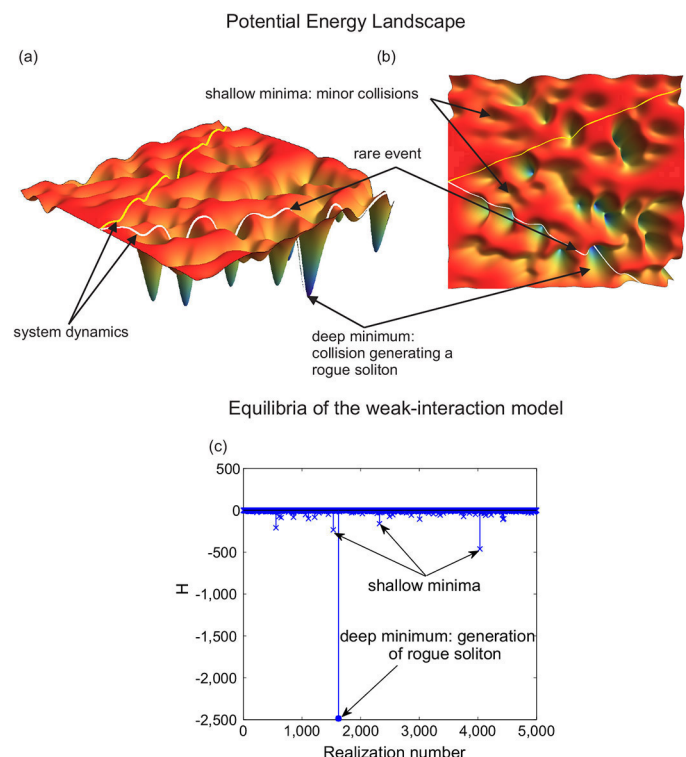 Potential Energy Landscape
(a)
(b)
shallow minima: minor collisions
rare event
system dynamics
deep minimum:
collision generating a
rogue soliton
Equilibria of the weak-interaction model
(c)
500
0
-500
-1,000
-1,500
-2,000
-2,500
H
shallow minima
deep minimum: generation
of rogue soliton
0
1,000
2,000
3,000
4,000
5,000
Realization number